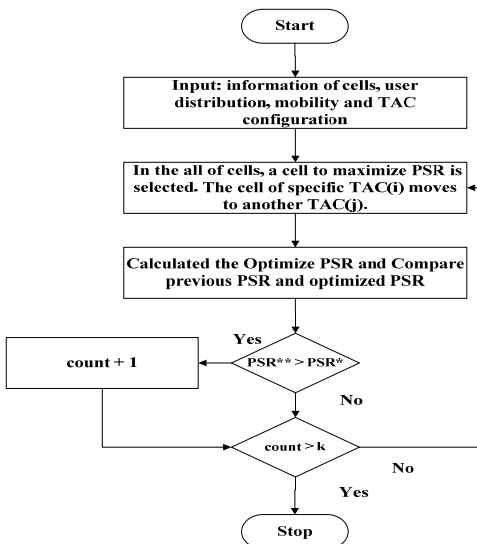 Start
Input: information of cells, user
distribution, mobility and TAC
configuration
In the all of cells, a cell to maximize PSR is
selected. The cell of specific TAC(i) moves
to another TAC(j).
Calculated the Optimize PSR and Compare
previous PSR and optimized PSR
Yes
count + 1
PSR** > PSR*
No
count > k
No
Yes
Stop